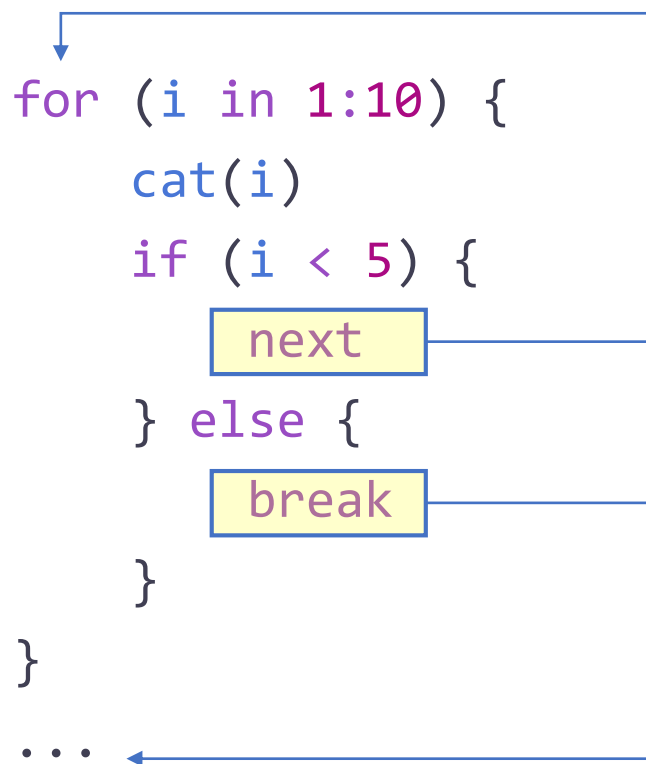 for (i in 1:10) {
cat(i)
if (i < 5) {
next
} else {
break
}
}
...